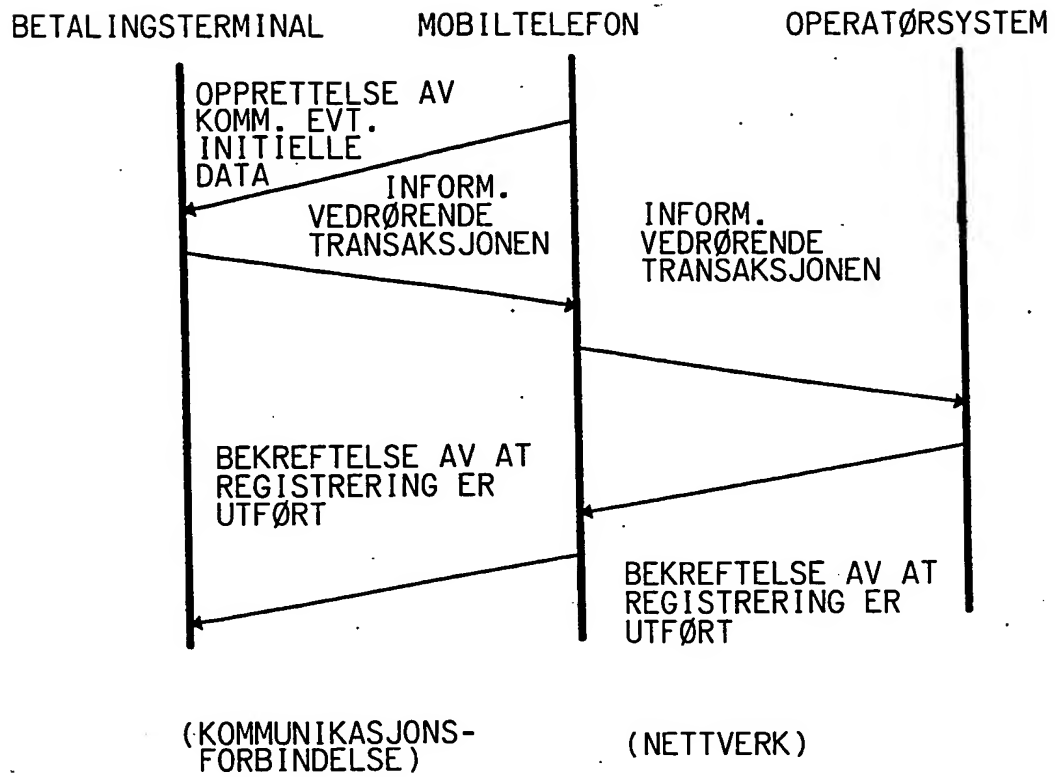 BETALINGSTERMINAL MOBILTELEFON OPERATØRSYSTEM
OPPRETTELSE AV
KOMM. EVT.
INITIELLE
DATA
INFORM.
VEDRØRENDE
TRANSAKSJONEN
INFORM.
VEDRØRENDE
TRANSAKSJONEN
BEKREFTELSE AV AT
REGISTRERING ER
UTFØRT
BEKREFTELSE AV AT
REGISTRERING ER
UTFØRT
(KOMMUNIKASJONS-
FORBINDELSE)
(NETTVERK)